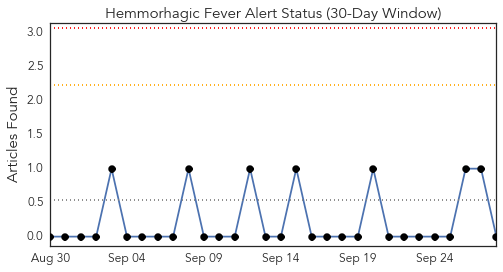 Hemmorhagic Fever Alert Status (30-Day Window)
Articles Found
3.0
2.5
2.0
1.5
1.0
0.5
0.0
Aug 30 Sep 04 Sep 09 Sep 14 Sep 19 Sep 24